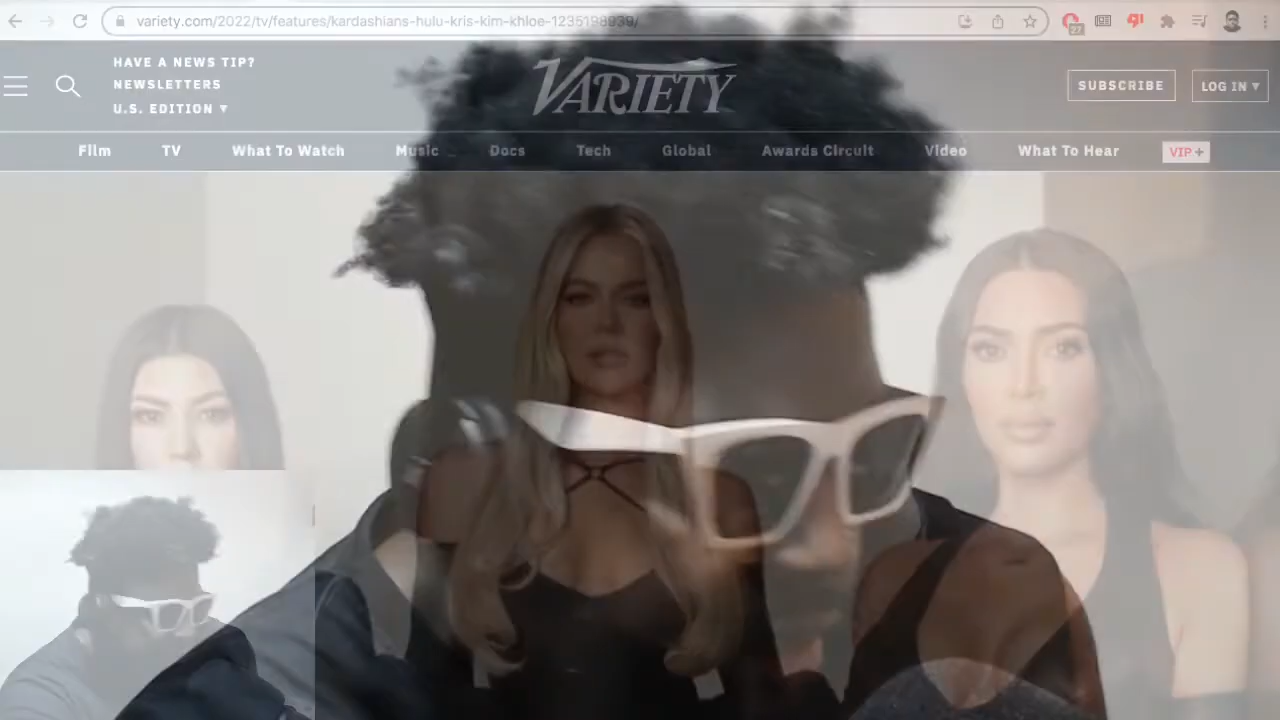 variety.com/2022/tv/features/kardashians-hulu-kris-kim-khloe-1235198939/
27
HAVE A NEWS TIP?
NEWSLETTERS
U.S. EDITION ▼
VARIETY
SUBSCRIBE
LOG IN ▼
Film TV What To Watch Music Docs Tech Global Awards Circuit Video What To Hear VIP+